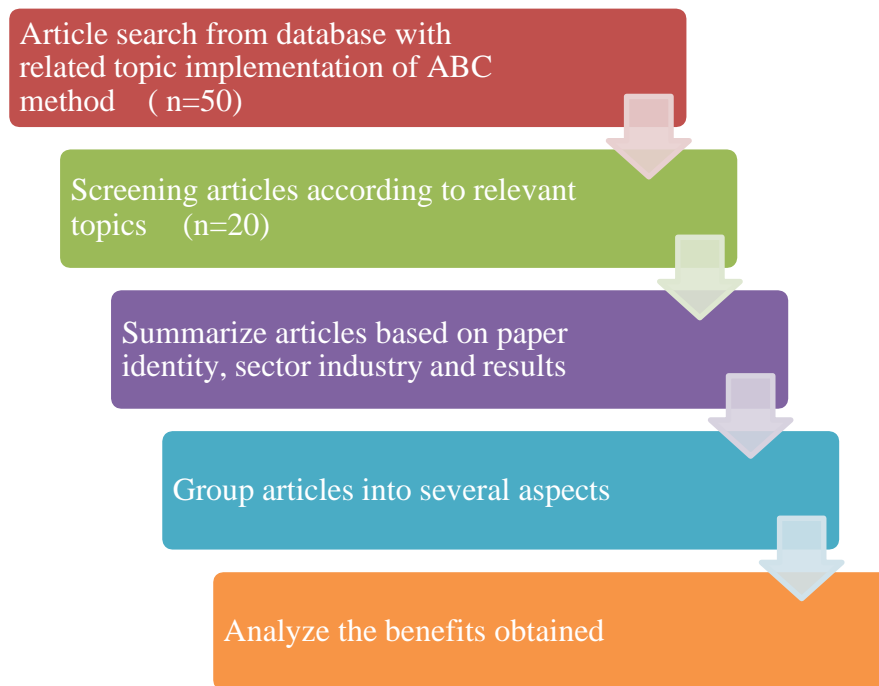 Article search from database with
related topic implementation of ABC
method ( n=50)
Screening articles according to relevant
topics (n=20)
Summarize articles based on paper
identity, sector industry and results
Group articles into several aspects
Analyze the benefits obtained